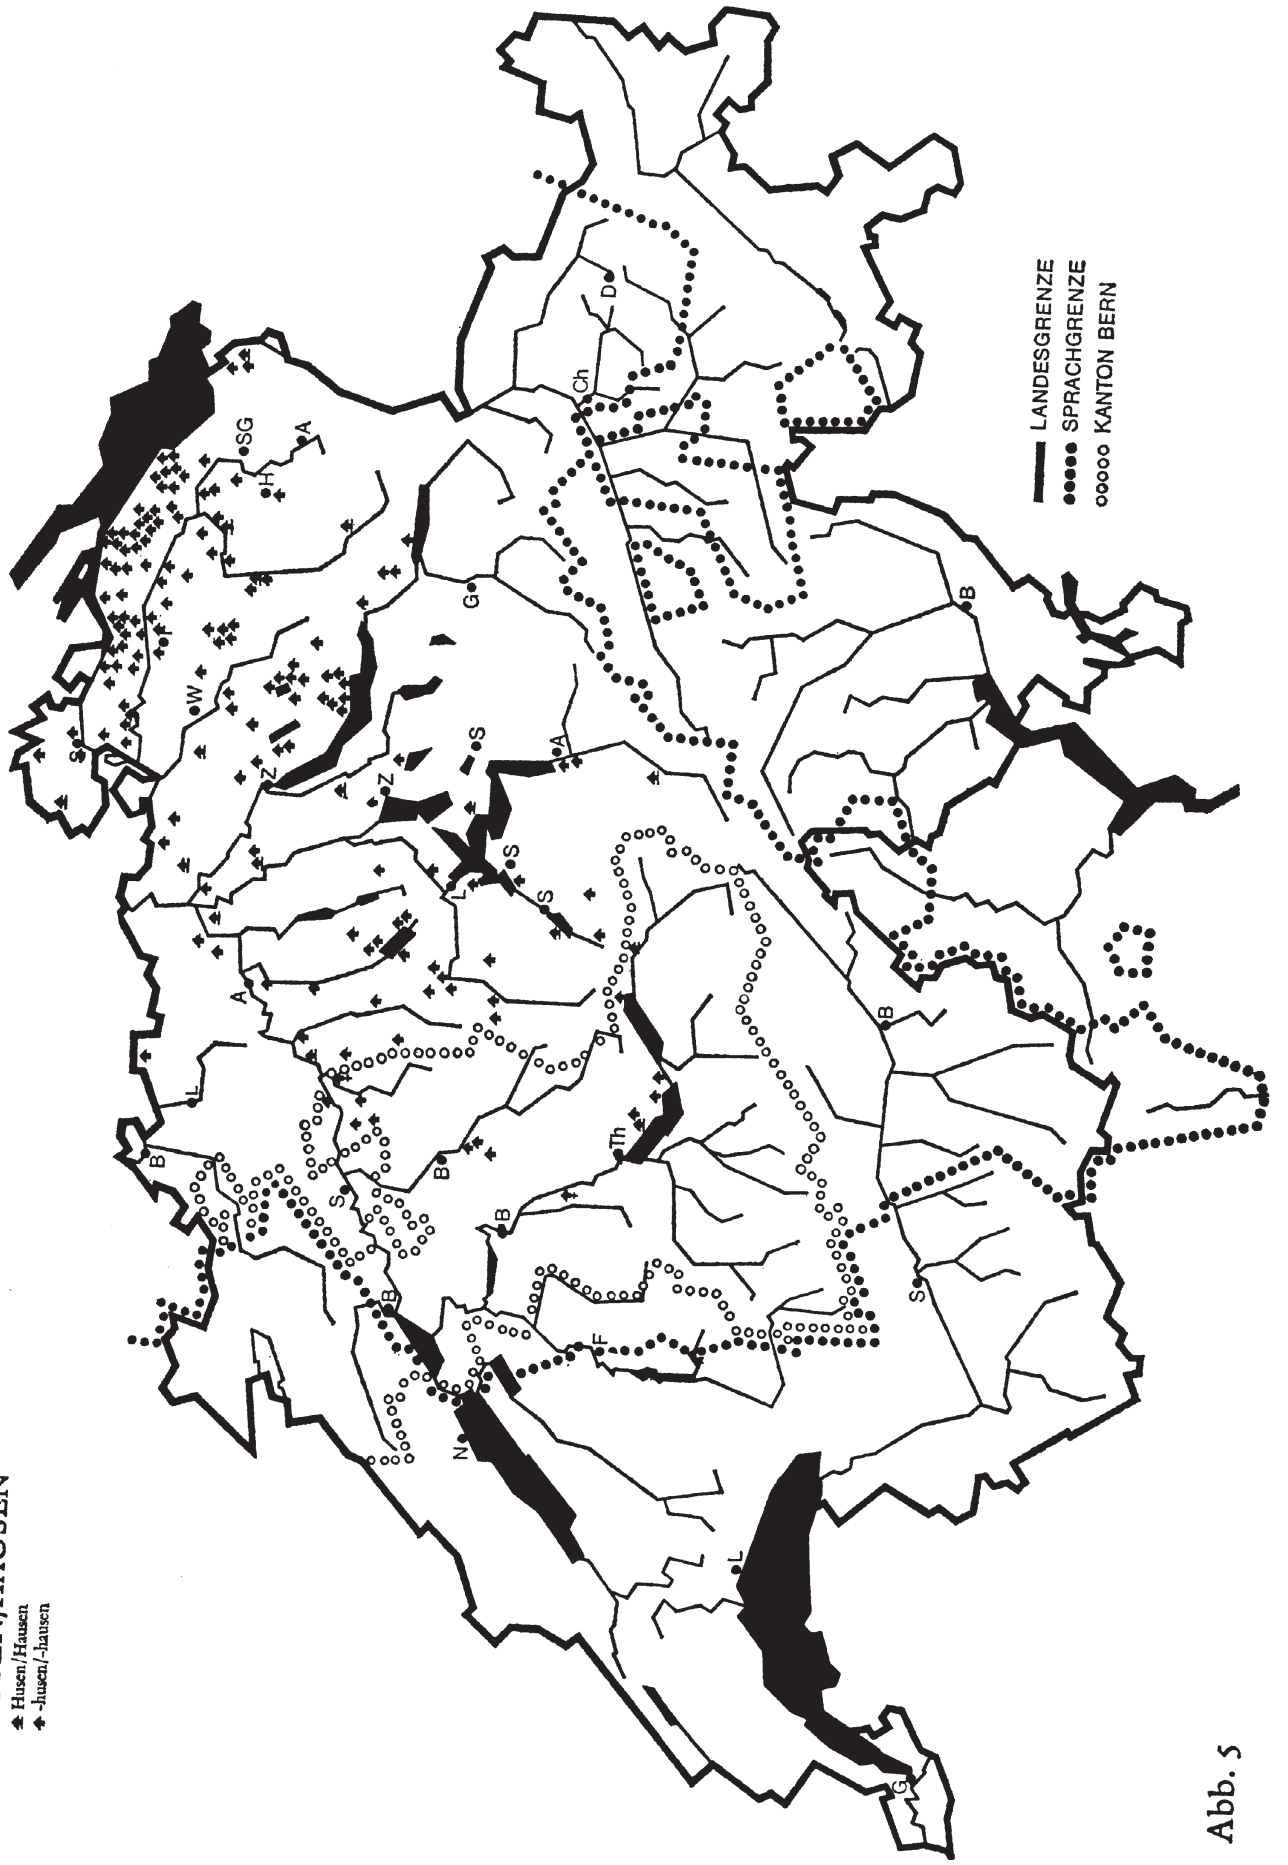 Husen/Hausen
-husen/-hausen
S
W
F
Z
Z
A
L
B
S
B
N
B
B
F
Th
L
S
S
S
A
G
H
SG
A
Ch
D
B
B
S
L
G
LANDESGRENZE
SPRACHGRENZE
KANTON BERN
Abb. 5